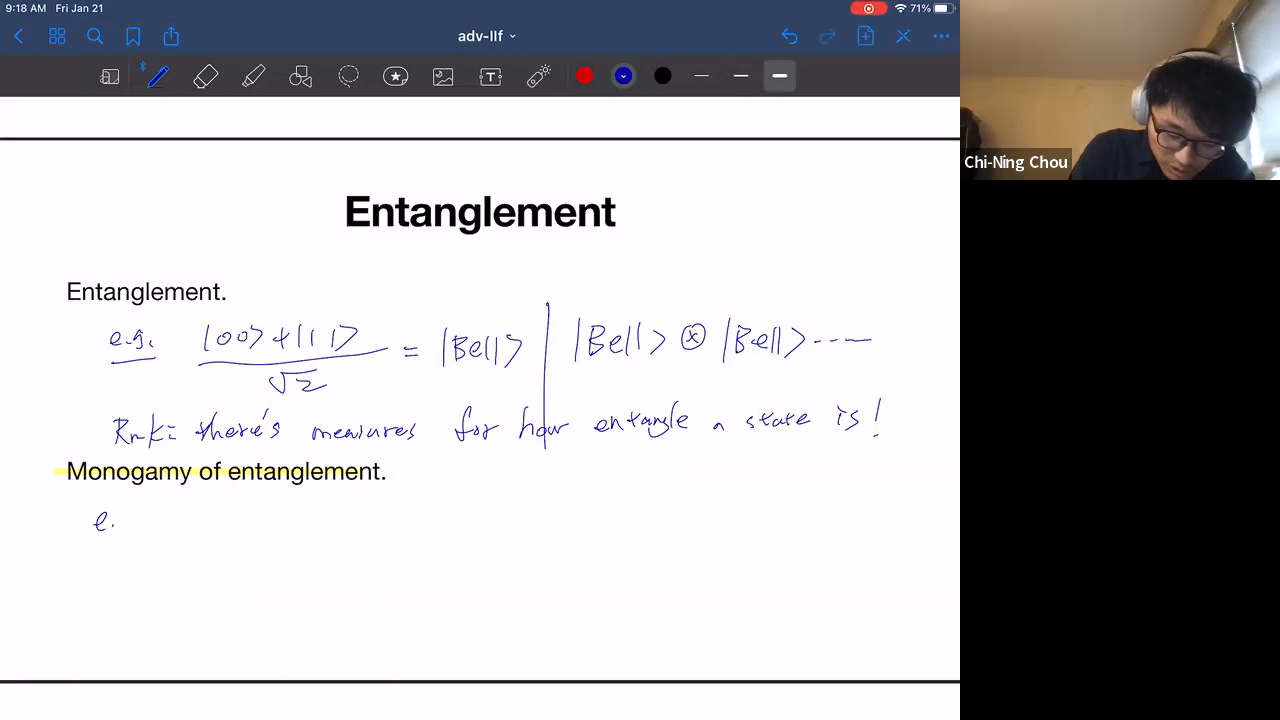 9:18 AM Fri Jan 21 71%
adv-llf
Chi-Ning Chou
Entanglement
Entanglement.
e.g. |00>+|11> / √2 = |Bell> | |Bell> ⊗ |Bell> ----
Rmk: there's measures for how entangle a state is!
Monogamy of entanglement.
e.